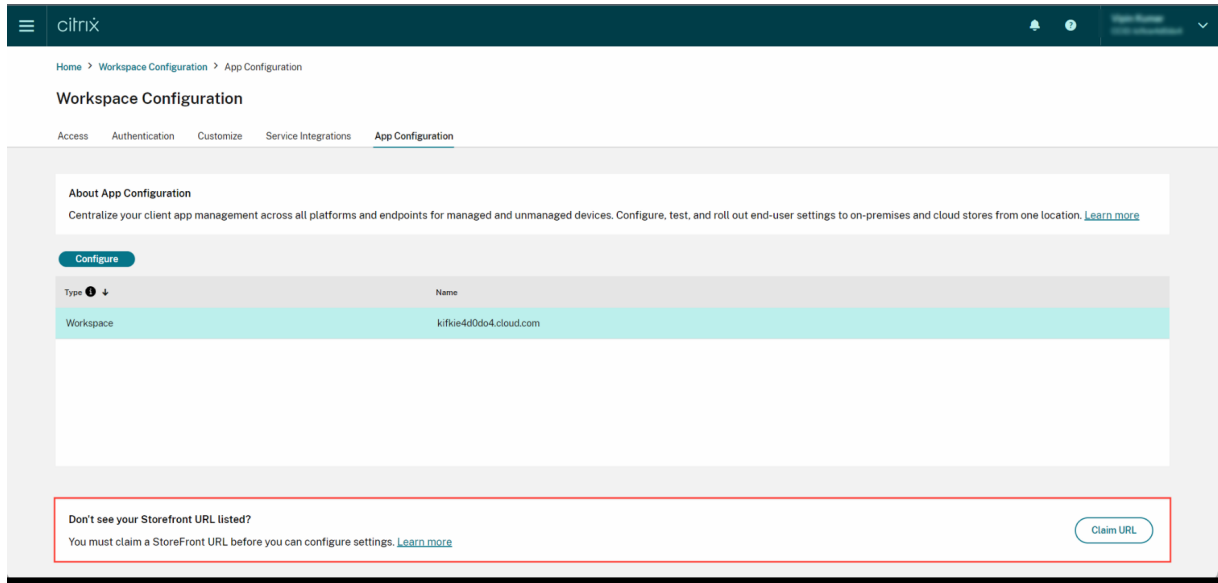 citrix
Home > Workspace Configuration > App Configuration
Workspace Configuration
Access Authentication Customize Service Integrations App Configuration
About App Configuration
Centralize your client app management across all platforms and endpoints for managed and unmanaged devices. Configure, test, and roll out end-user settings to on-premises and cloud stores from one location. Learn more
Configure
Type Name
Workspace kifkie4d0do4.cloud.com
Don't see your Storefront URL listed?
You must claim a StoreFront URL before you can configure settings. Learn more
Claim URL